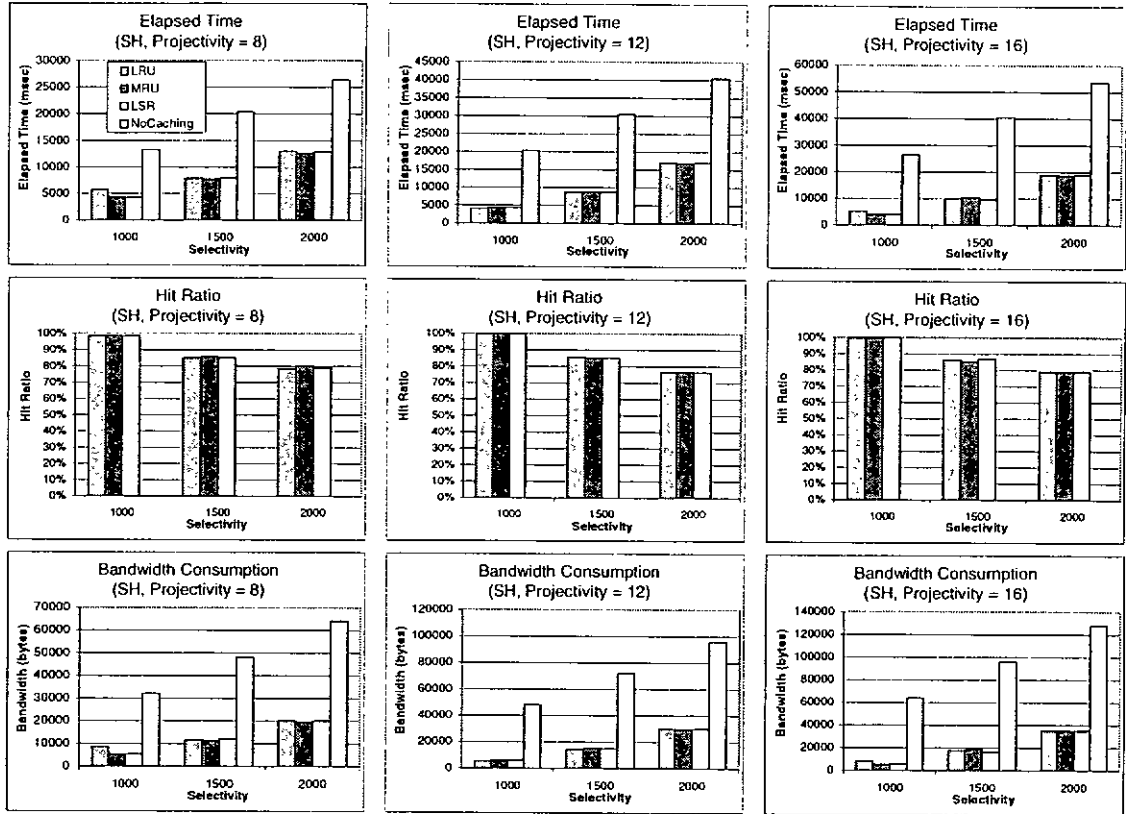 Elapsed Time
(SH, Projectivity = 8)
30000
25000
20000
15000
10000
5000
0
Elapsed Time (msec)
LRU
MRU
LSR
NoCaching
1000
1500
2000
Selectivity
Elapsed Time
(SH, Projectivity = 12)
45000
40000
35000
30000
25000
20000
15000
10000
5000
0
Elapsed Time (msec)
1000
1500
2000
Selectivity
Elapsed Time
(SH, Projectivity = 16)
60000
50000
40000
30000
20000
10000
0
Elapsed Time (msec)
1000
1500
2000
Selectivity
Hit Ratio
(SH, Projectivity = 8)
100%
90%
80%
70%
60%
50%
40%
30%
20%
10%
0%
Hit Ratio
1000
1500
2000
Selectivity
Hit Ratio
(SH, Projectivity = 12)
100%
90%
80%
70%
60%
50%
40%
30%
20%
10%
0%
Hit Ratio
1000
1500
2000
Selectivity
Hit Ratio
(SH, Projectivity = 16)
100%
90%
80%
70%
60%
50%
40%
30%
20%
10%
0%
Hit Ratio
1000
1500
2000
Selectivity
Bandwidth Consumption
(SH, Projectivity = 8)
70000
60000
50000
40000
30000
20000
10000
0
Bandwidth (bytes)
1000
1500
2000
Selectivity
Bandwidth Consumption
(SH, Projectivity = 12)
120000
100000
80000
60000
40000
20000
0
Bandwidth (bytes)
1000
1500
2000
Selectivity
Bandwidth Consumption
(SH, Projectivity = 16)
140000
120000
100000
80000
60000
40000
20000
0
Bandwidth (bytes)
1000
1500
2000
Selectivity